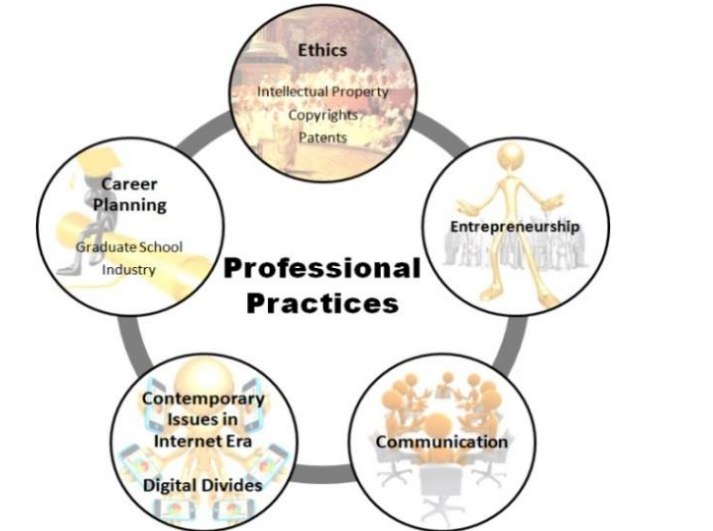 Ethics
Intellectual Property
Copyrights
Patents
Career
Planning
Graduate School
Industry
Entrepreneurship
Professional
Practices
Contemporary
Issues in
Internet Era
Digital Divides
Communication